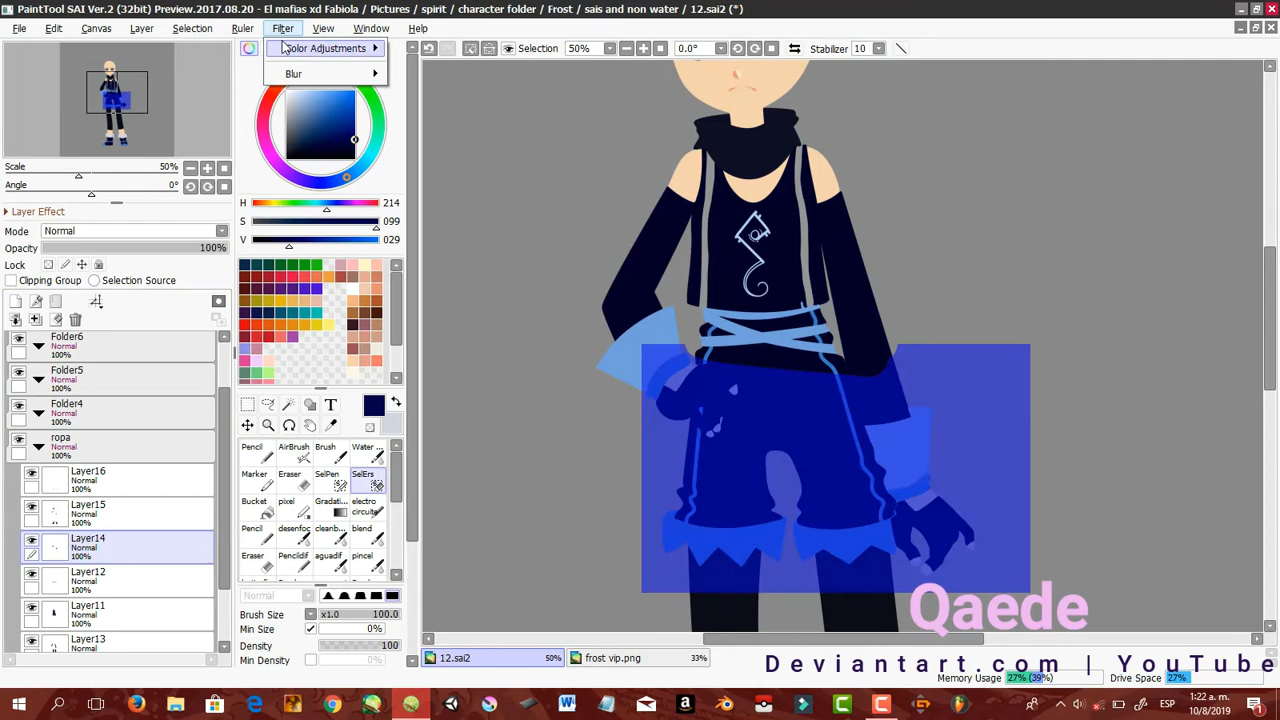 PaintTool SAI Ver.2 (32bit) Preview.2017.08.20 - El mafias xd Fabiola / Pictures / spirit / character folder / Frost / sais and non water / 12.sai2 (*)
File Edit Canvas Layer Selection Ruler Filter View Window Help
Color Adjustments
Blur
Selection 50% 0.0° Stabilizer 10
Scale 50%
Angle 0°
Layer Effect
Mode Normal
Opacity 100%
Lock
Clipping Group Selection Source
Folder6
Normal
100%
Folder5
Normal
100%
Folder4
Normal
100%
ropa
Normal
100%
Layer16
Normal
100%
Layer15
Normal
100%
Layer14
Normal
100%
Layer12
Normal
100%
Layer11
Normal
100%
Layer13
Normal
100%
H 214
S 099
V 029
T
Pencil AirBrush Brush Water ...
Marker Eraser SelPen SelErs
Bucket pixel Gradati... electro circuite
Pencil desenfoc cleanb... blend
Eraser Pencildif aguadif pincel
Normal
Brush Size x1.0 100.0
Min Size 0%
Density 100
Min Density 0%
Qaede
Deviantart.com | YouTube
12.sai2 50% frost vip.png 33%
Memory Usage 27% (39%) Drive Space 27%
ESP 1:22 a. m.
10/8/2019